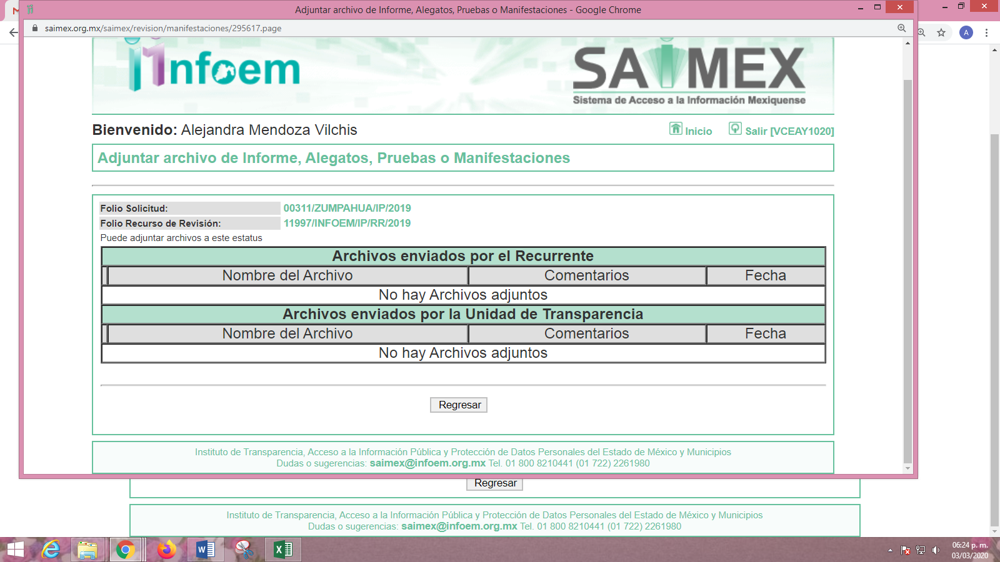 Adjuntar archivo de Informe, Alegatos, Pruebas o Manifestaciones - Google Chrome
saimex.org.mx/saimex/revision/manifestaciones/295617.page
A
infoem
SAIMEX
Sistema de Acceso a la Información Mexiquense
Bienvenido: Alejandra Mendoza Vilchis
Inicio
Salir [VCEAY1020]
Adjuntar archivo de Informe, Alegatos, Pruebas o Manifestaciones
Folio Solicitud: 00311/ZUMPAHUA/IP/2019
Folio Recurso de Revisión: 11997/INFOEM/IP/RR/2019
Puede adjuntar archivos a este estatus
Archivos enviados por el Recurrente
Nombre del Archivo Comentarios Fecha
No hay Archivos adjuntos
Archivos enviados por la Unidad de Transparencia
Nombre del Archivo Comentarios Fecha
No hay Archivos adjuntos
Regresar
Instituto de Transparencia, Acceso a la Información Pública y Protección de Datos Personales del Estado de México y Municipios
Dudas o sugerencias: saimex@infoem.org.mx Tel. 01 800 8210441 (01 722) 2261980
Regresar
Instituto de Transparencia, Acceso a la Información Pública y Protección de Datos Personales del Estado de México y Municipios
Dudas o sugerencias: saimex@infoem.org.mx Tel. 01 800 8210441 (01 722) 2261980
06:24 p. m.
03/03/2020